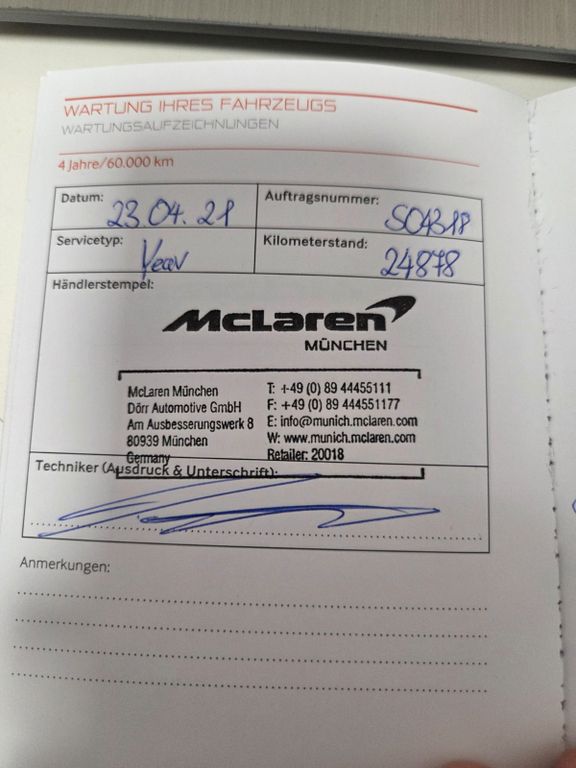 WARTUNG IHRES FAHRZEUGS
WARTUNGSAUFZEICHNUNGEN
4 Jahre/60.000 km
Datum: 23.04.21
Auftragsnummer: SO4318
Servicetyp: Year
Kilometerstand: 24878
Händlerstempel:
McLaren
MÜNCHEN
McLaren München
Dörr Automotive GmbH
Am Ausbesserungswerk 8
80939 München
Germany
T: +49 (0) 89 44455111
F: +49 (0) 89 444551177
E: info@munich.mclaren.com
W: www.munich.mclaren.com
Retailer: 20018
Techniker (Ausdruck & Unterschrift):
Anmerkungen: